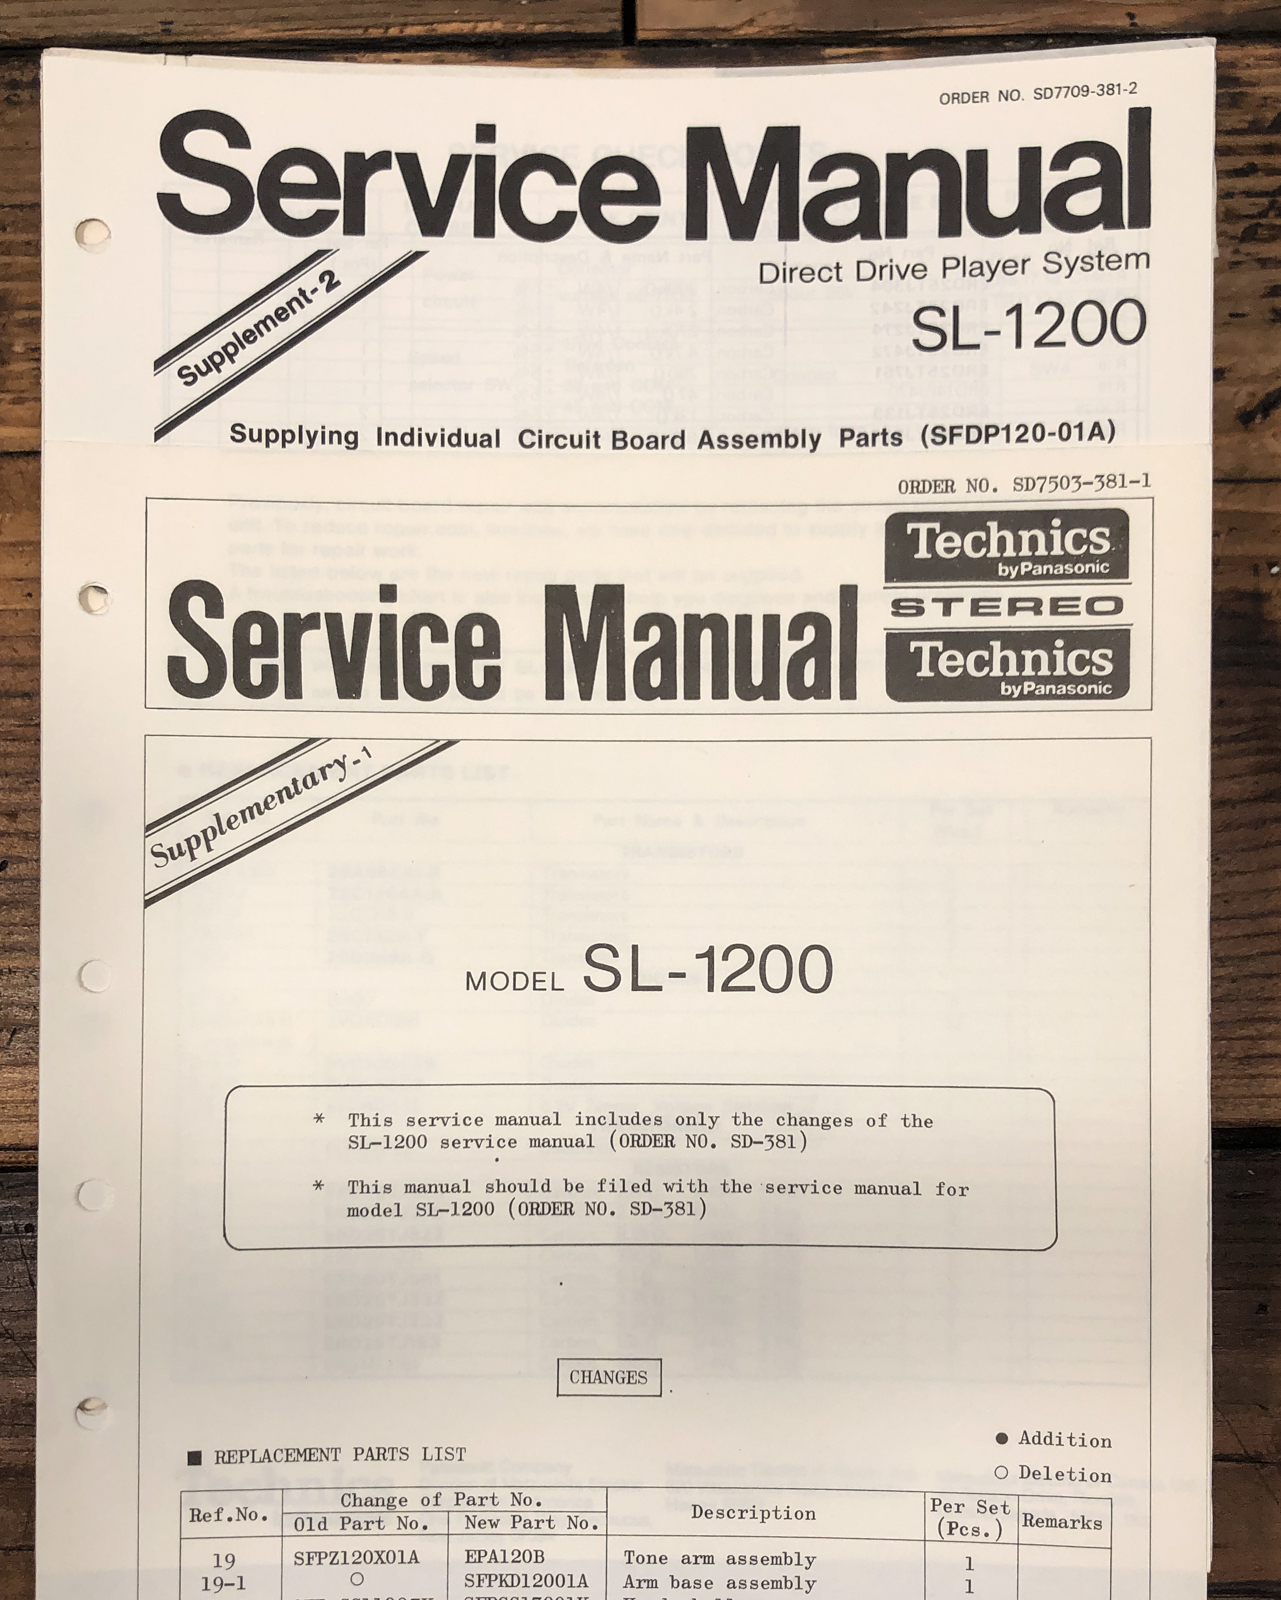 ORDER NO. SD7709-381-2
Service Manual
Direct Drive Player System
SL-1200
Supplement-2
Supplying Individual Circuit Board Assembly Parts (SFDP120-01A)
ORDER NO. SD7503-381-1
Service Manual
Technics
by Panasonic
STEREO
Technics
by Panasonic
Supplementary-1
MODEL SL-1200
* This service manual includes only the changes of the
SL-1200 service manual (ORDER NO. SD-381)
* This manual should be filed with the service manual for
model SL-1200 (ORDER NO. SD-381)
CHANGES
● Addition
■ REPLACEMENT PARTS LIST
○ Deletion
Ref.No. Change of Part No. Description Per Set (Pcs.) Remarks
Old Part No. New Part No.
19 SFPZ120X01A EPA120B Tone arm assembly 1
19-1 ○ SFPKD12001A Arm base assembly 1